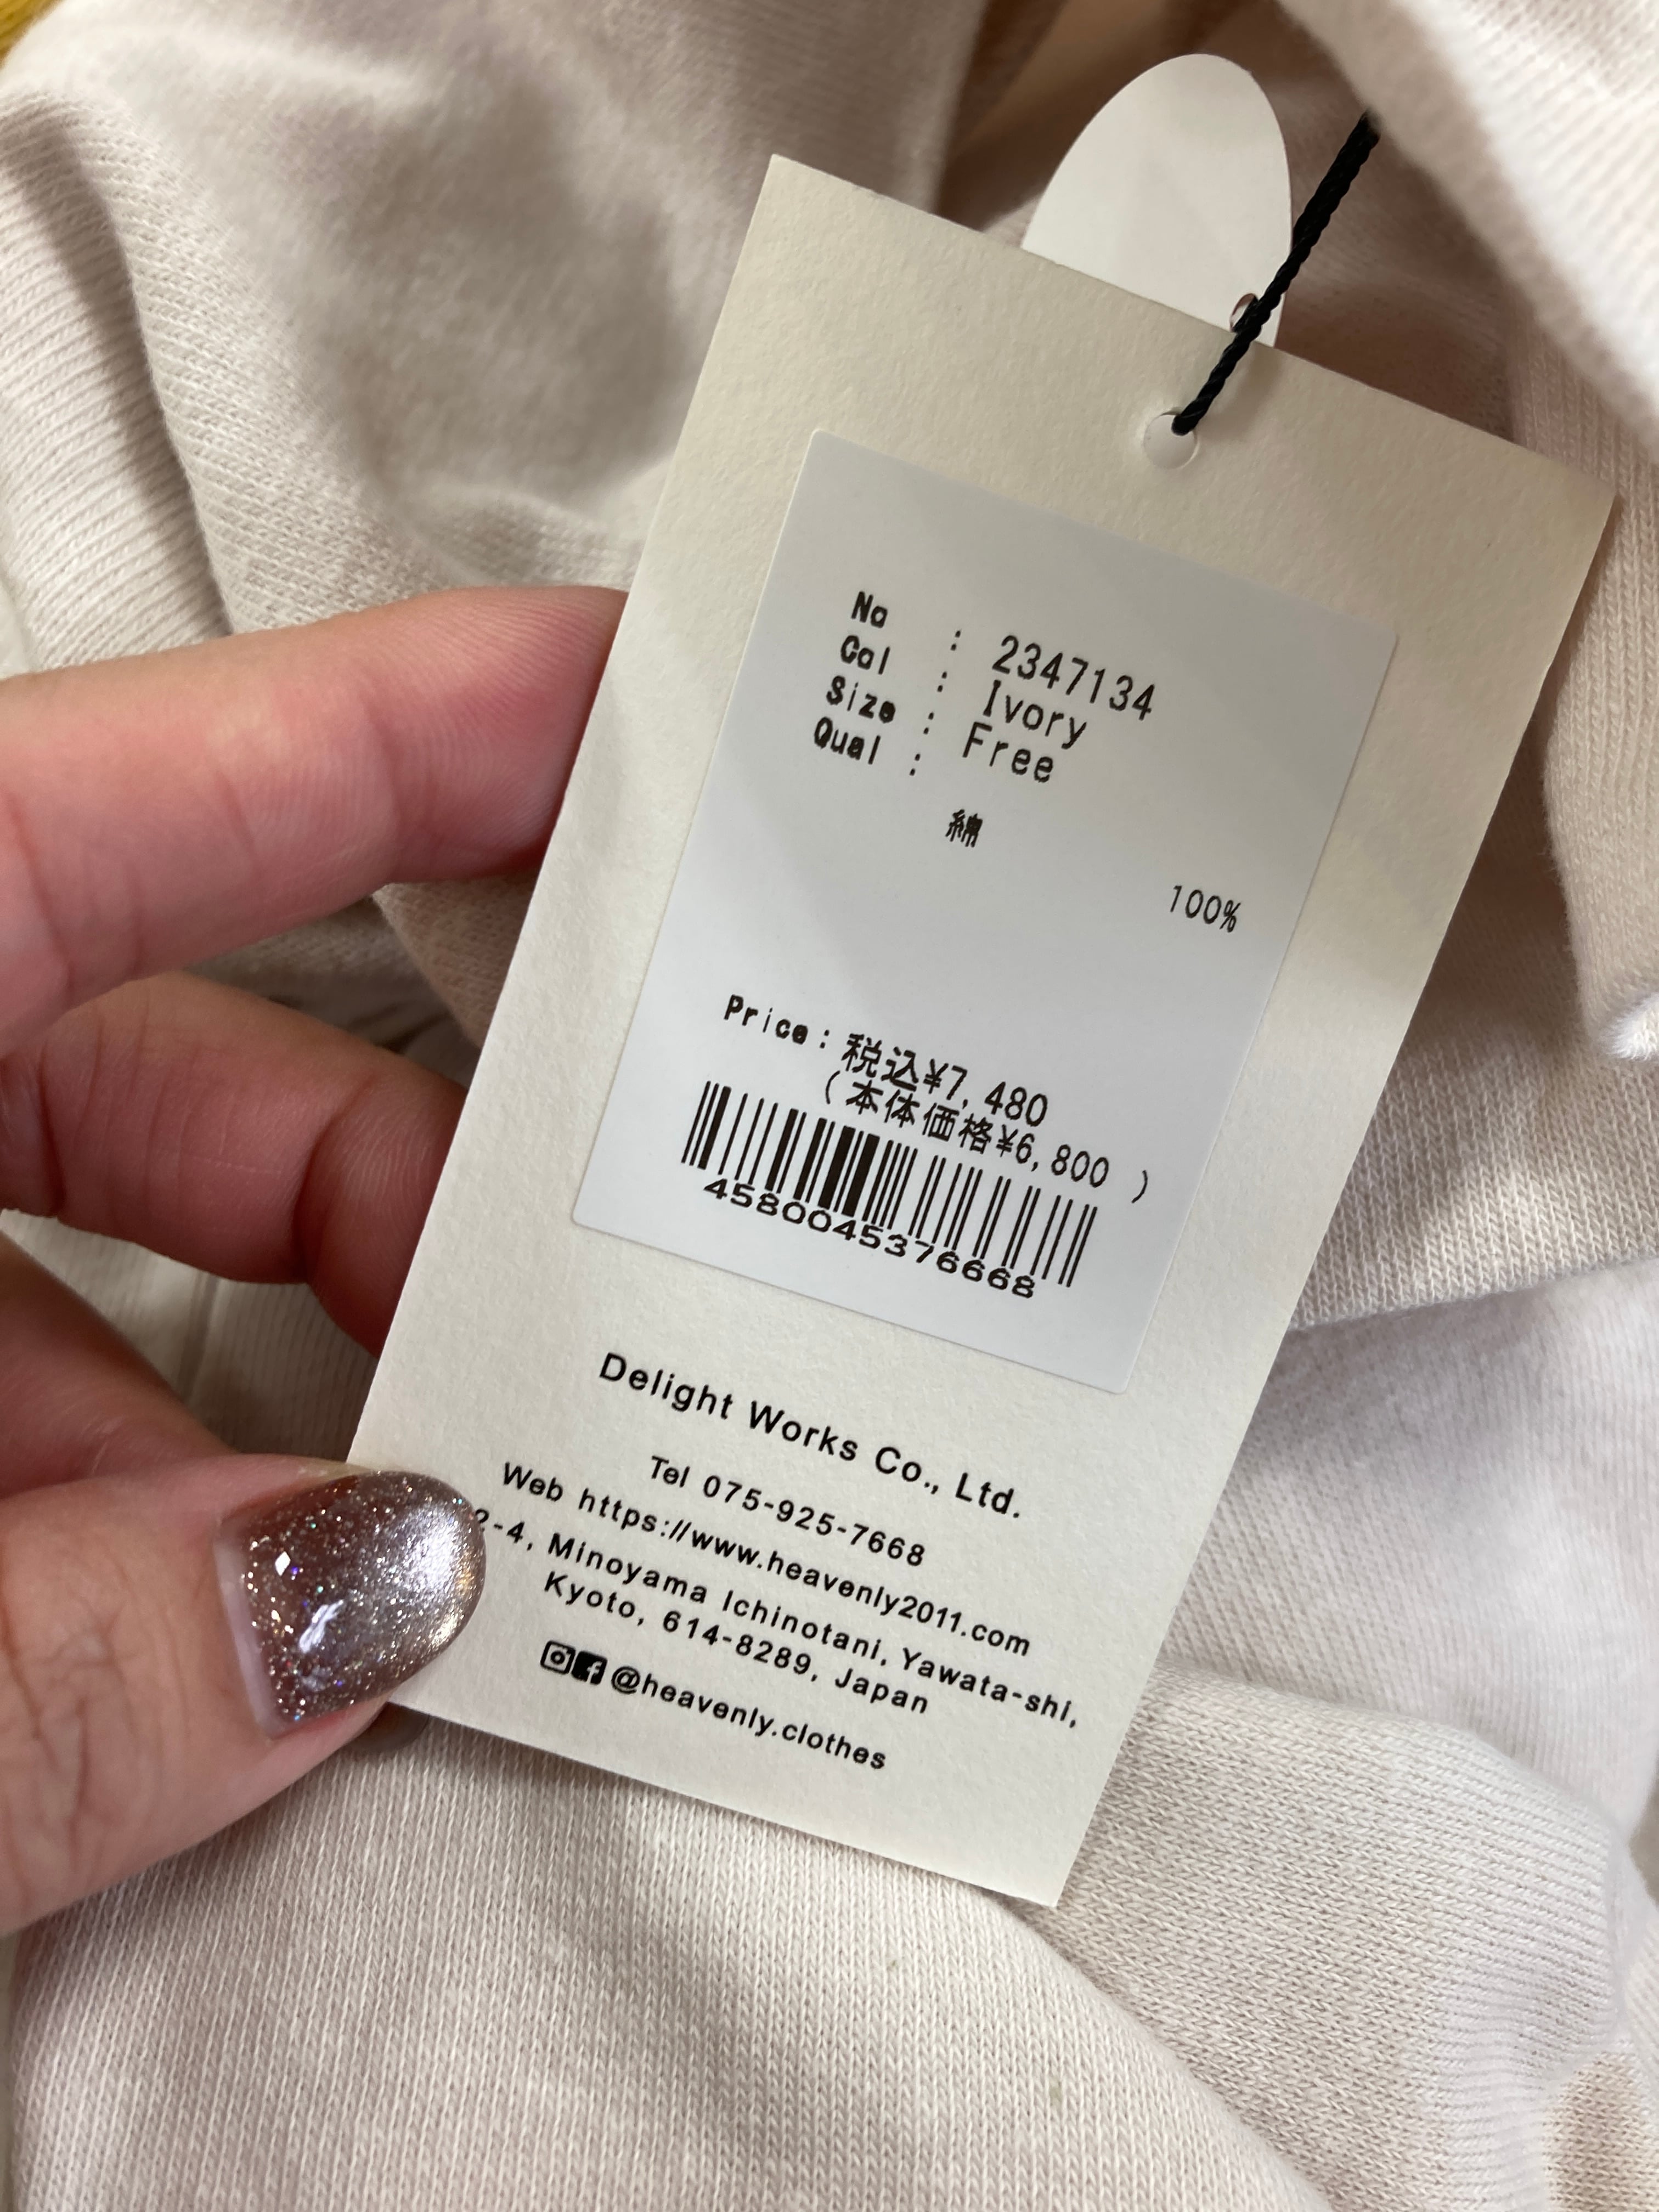 No : 2347134
Col : Ivory
Size : Free
Qual :
綿
100%
Price : 税込¥7,480
(本体価格¥6,800 )
4580045376668
Delight Works Co., Ltd.
Tel 075-925-7668
Web https://www.heavenly2011.com
2-4, Minoyama Ichinotani, Yawata-shi,
Kyoto, 614-8289, Japan
@heavenly.clothes